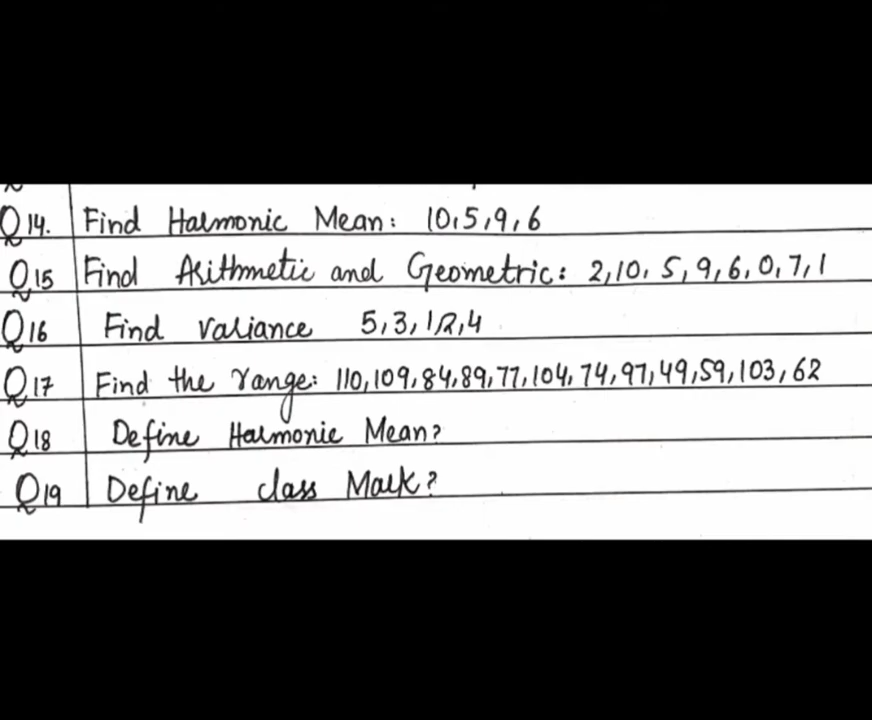 Q14. Find Harmonic Mean: 10,5,9,6
Q15 Find Arithmetic and Geometric: 2,10,5,9,6,0,7,1
Q16 Find variance 5,3,1,2,4
Q17 Find the range: 110,109,84,89,77,104,74,97,49,59,103,62
Q18 Define Harmonic Mean?
Q19 Define class Mark?